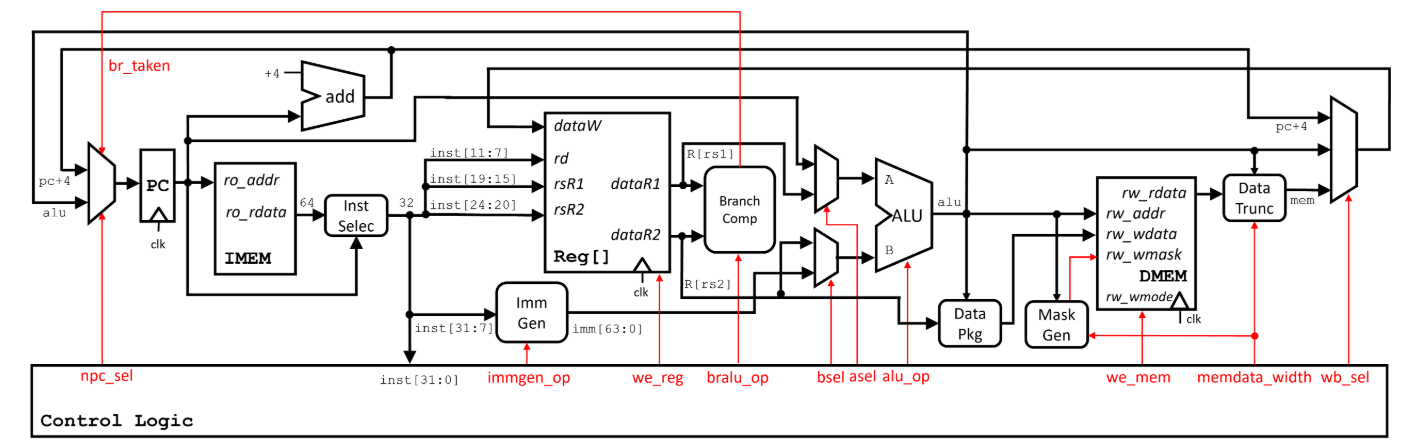 br_taken
+4
add
pc+4
alu
PC
clk
ro_addr
ro_rdata
IMEM
64
Inst
Selec
32
inst[11:7]
inst[19:15]
inst[24:20]
dataW
rd
rsR1
rsR2
dataR1
dataR2
Reg[]
clk
R[rs1]
R[rs2]
Branch
Comp
A
B
ALU
alu
pc+4
rw_rdata
rw_addr
rw_wdata
rw_wmask
DMEM
rw_wmode
clk
Data
Trunc
mem
Data
Pkg
Mask
Gen
Imm
Gen
inst[31:7]
imm[63:0]
npc_sel
inst[31:0]
immgen_op
we_reg
bralu_op
bsel
asel
alu_op
we_mem
memdata_width
wb_sel
Control Logic